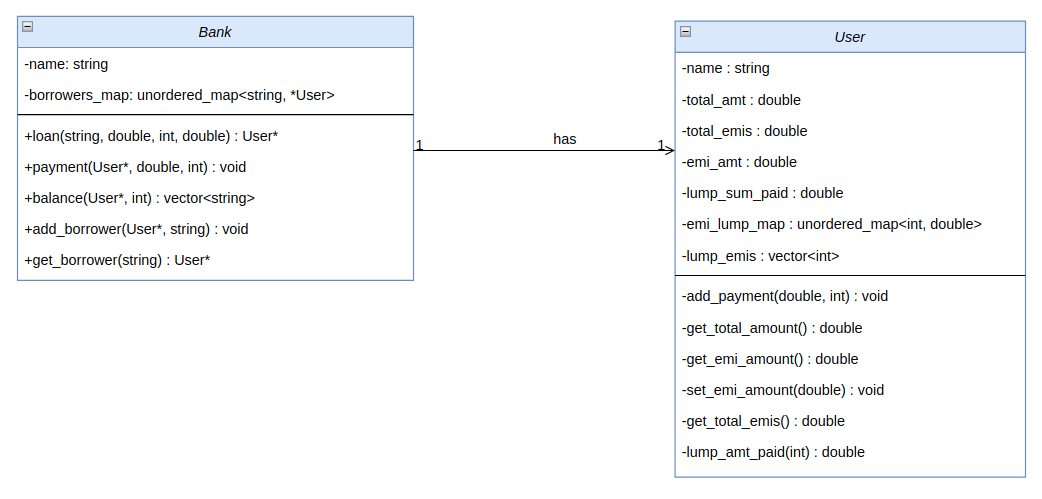 Bank
-name: string
-borrowers_map: unordered_map<string, *User>
+loan(string, double, int, double) : User*
+payment(User*, double, int) : void
+balance(User*, int) : vector<string>
+add_borrower(User*, string) : void
+get_borrower(string) : User*
1
has
1
User
-name : string
-total_amt : double
-total_emis : double
-emi_amt : double
-lump_sum_paid : double
-emi_lump_map : unordered_map<int, double>
-lump_emis : vector<int>
-add_payment(double, int) : void
-get_total_amount() : double
-get_emi_amount() : double
-set_emi_amount(double) : void
-get_total_emis() : double
-lump_amt_paid(int) : double